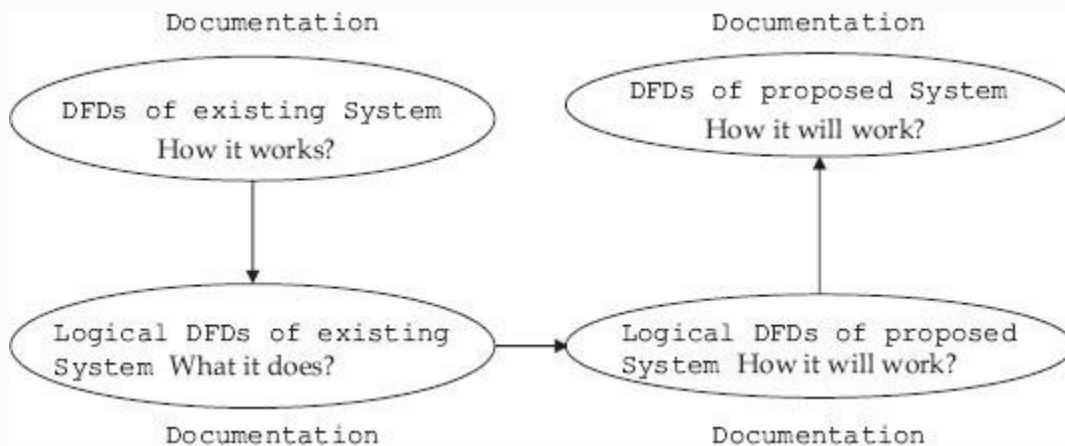 Documentation
DFDs of existing System
How it works?
Documentation
DFDs of proposed System
How it will work?
Logical DFDs of existing
System What it does?
Documentation
Logical DFDs of proposed
System How it will work?
Documentation